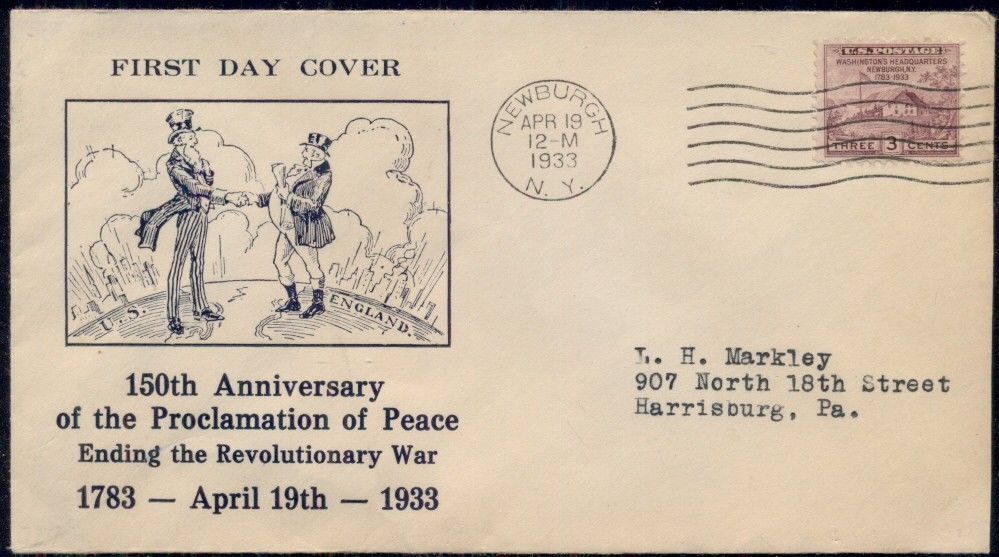 FIRST DAY COVER
U. S.
ENGLAND.
150th Anniversary
of the Proclamation of Peace
Ending the Revolutionary War
1783 — April 19th — 1933
NEWBURGH
APR 19
12-M
1933
N. Y.
U.S. POSTAGE
WASHINGTON'S HEADQUARTERS
NEWBURGH, N.Y.
1783-1933
THREE 3 CENTS
L. H. Markley
907 North 18th Street
Harrisburg, Pa.